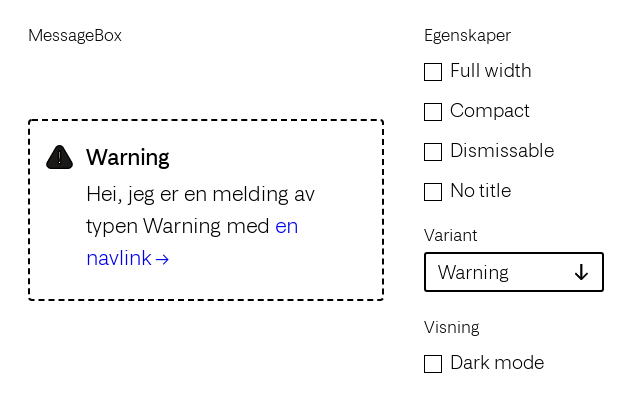 MessageBox
Warning
Hei, jeg er en melding av
typen Warning med en
navlink →
Egenskaper
Full width
Compact
Dismissable
No title
Variant
Warning
Visning
Dark mode